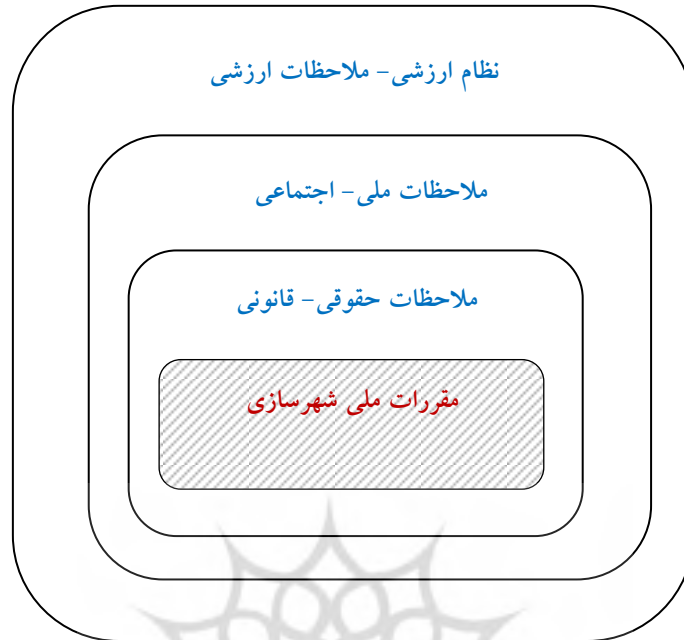 نظام ارزشی- ملاحظات ارزشی
ملاحظات ملی- اجتماعی
ملاحظات حقوقی- قانونی
مقررات ملی شهرسازی